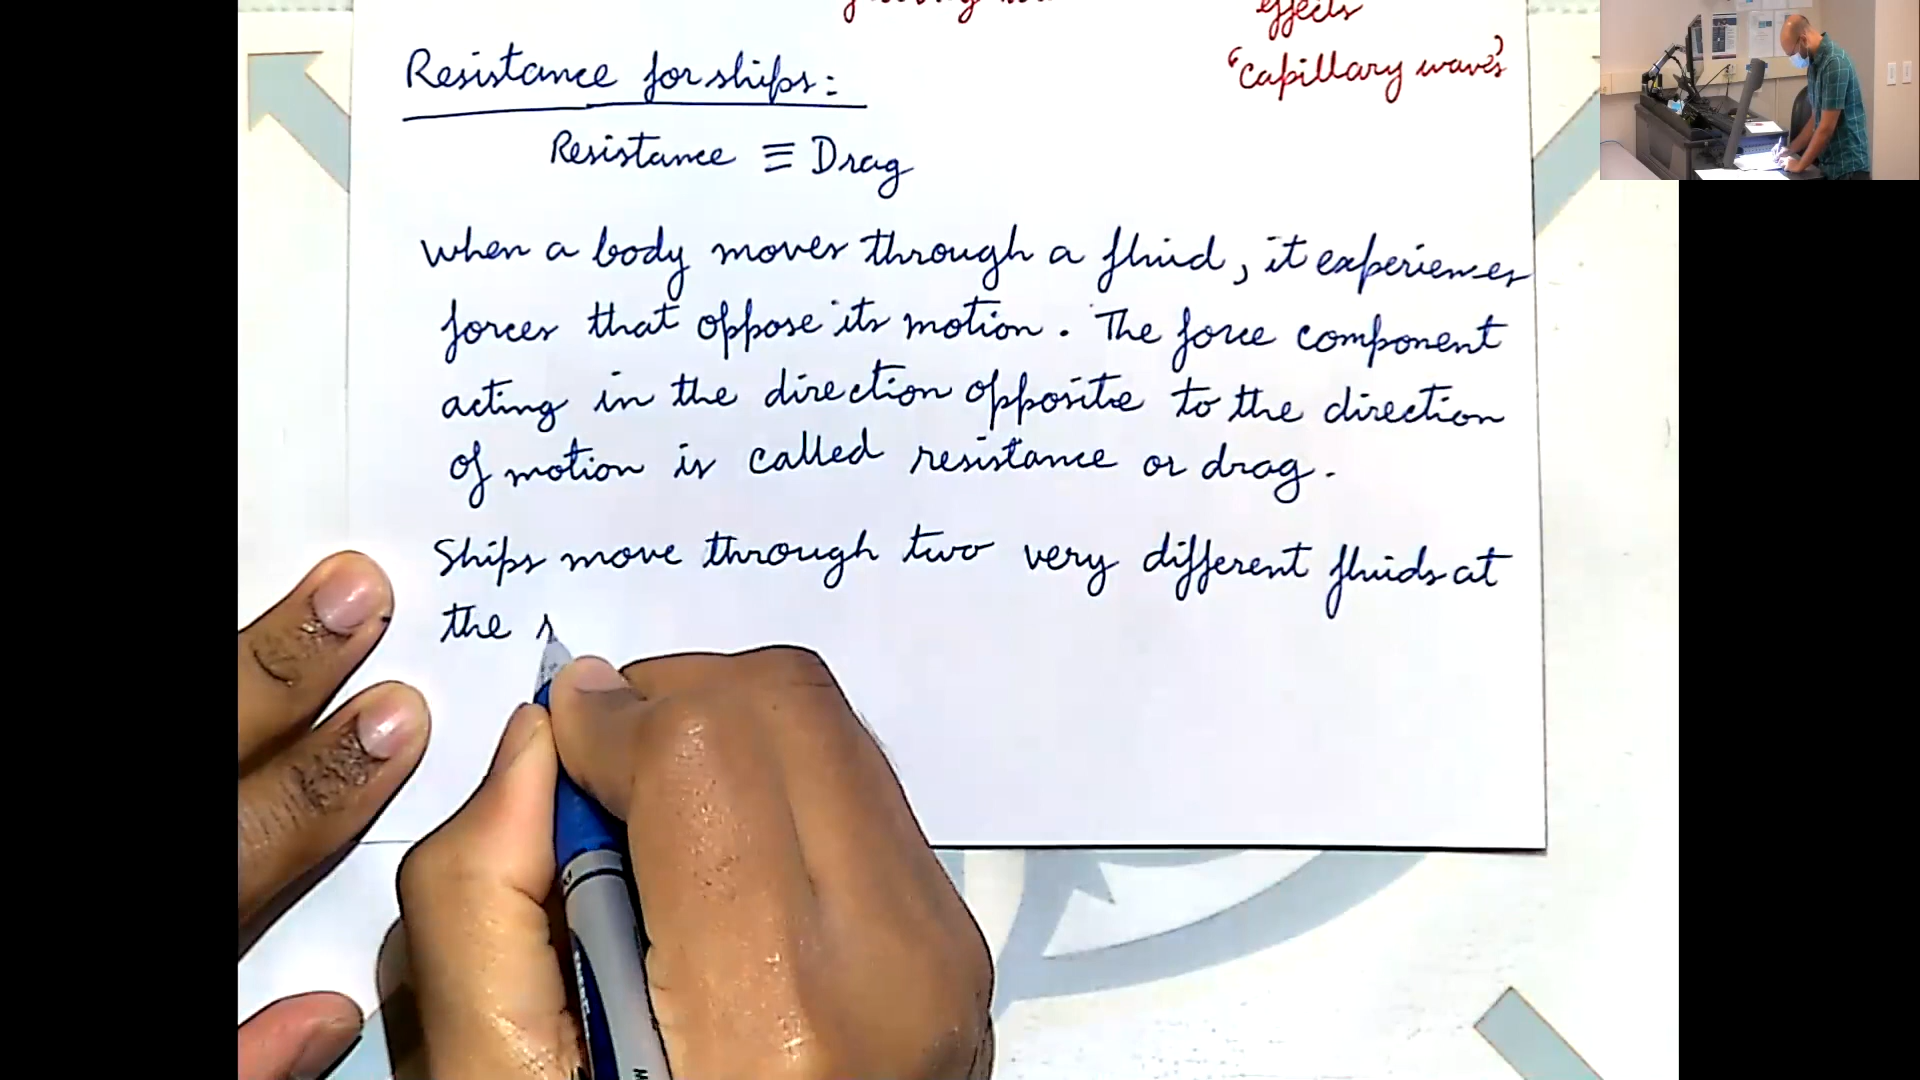 effects
'capillary waves'
Resistance for ships:
Resistance ≡ Drag
When a body moves through a fluid, it experiences
forces that oppose its motion. The force component
acting in the direction opposite to the direction
of motion is called resistance or drag.
Ships move through two very different fluids at
the